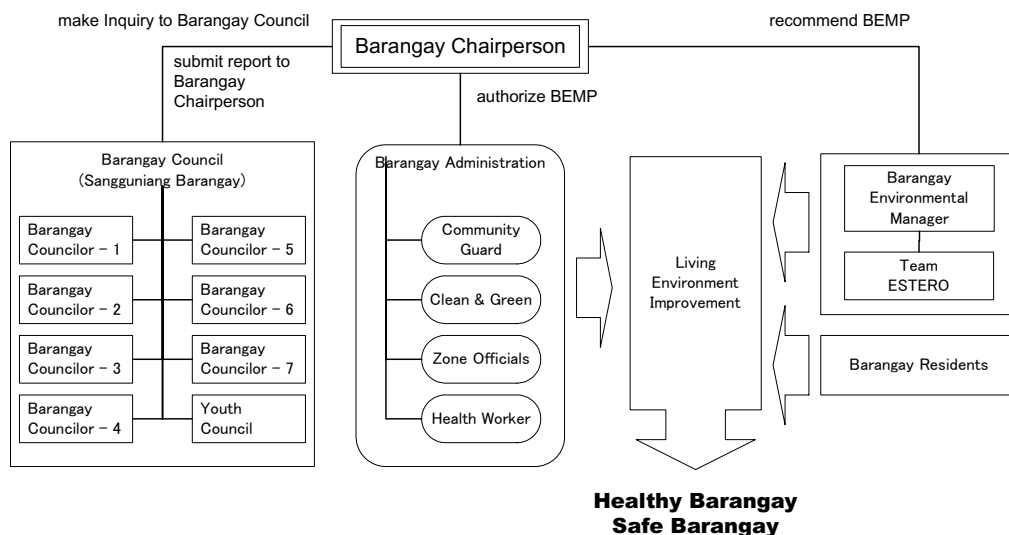 make Inquiry to Barangay Council
Barangay Chairperson
recommend BEMP
submit report to
Barangay
Chairperson
authorize BEMP
Barangay Council
(Sangguniang Barangay)
Barangay
Councilor - 1
Barangay
Councilor - 5
Barangay
Councilor - 2
Barangay
Councilor - 6
Barangay
Councilor - 3
Barangay
Councilor - 7
Barangay
Councilor - 4
Youth
Council
Barangay Administration
Community
Guard
Clean & Green
Zone Officials
Health Worker
Living
Environment
Improvement
Barangay
Environmental
Manager
Team
ESTERO
Barangay Residents
Healthy Barangay
Safe Barangay